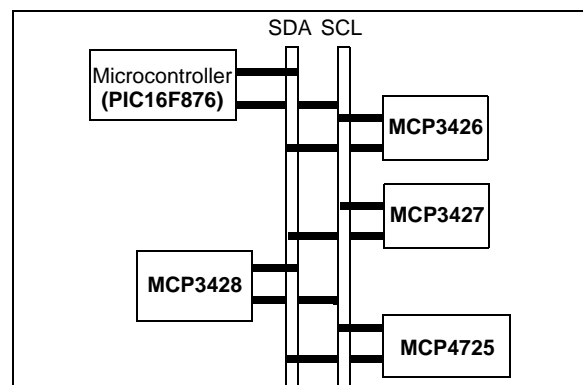 SDA SCL
Microcontroller
(PIC16F876)
MCP3426
MCP3427
MCP3428
MCP4725